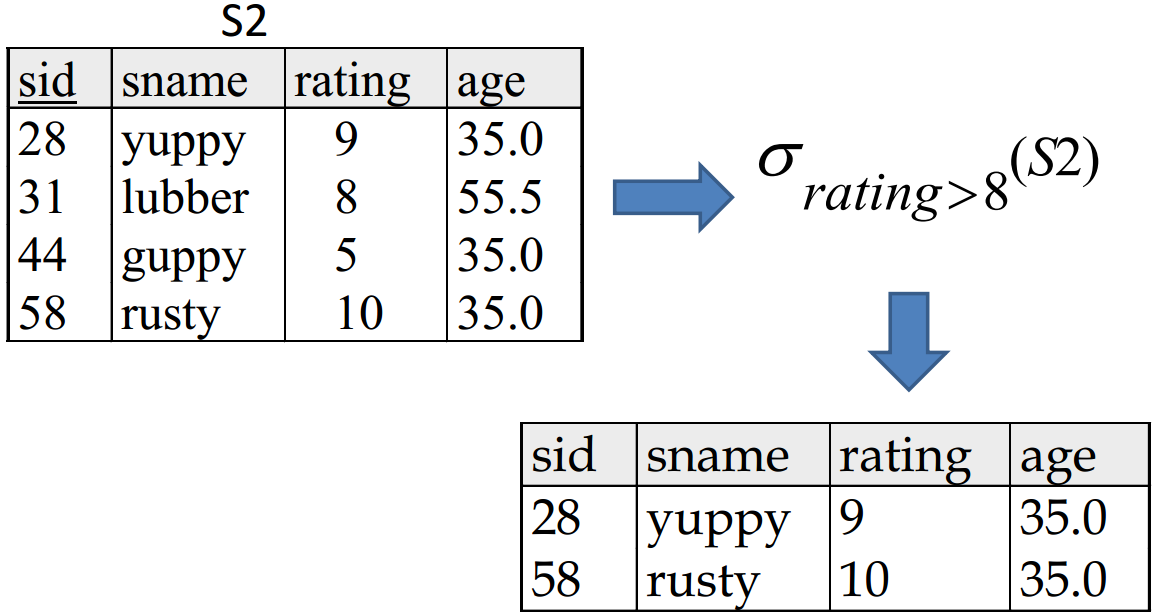 S2
sid sname rating age
28 yuppy 9 35.0
31 lubber 8 55.5
44 guppy 5 35.0
58 rusty 10 35.0
σ rating>8 (S2)
sid sname rating age
28 yuppy 9 35.0
58 rusty 10 35.0